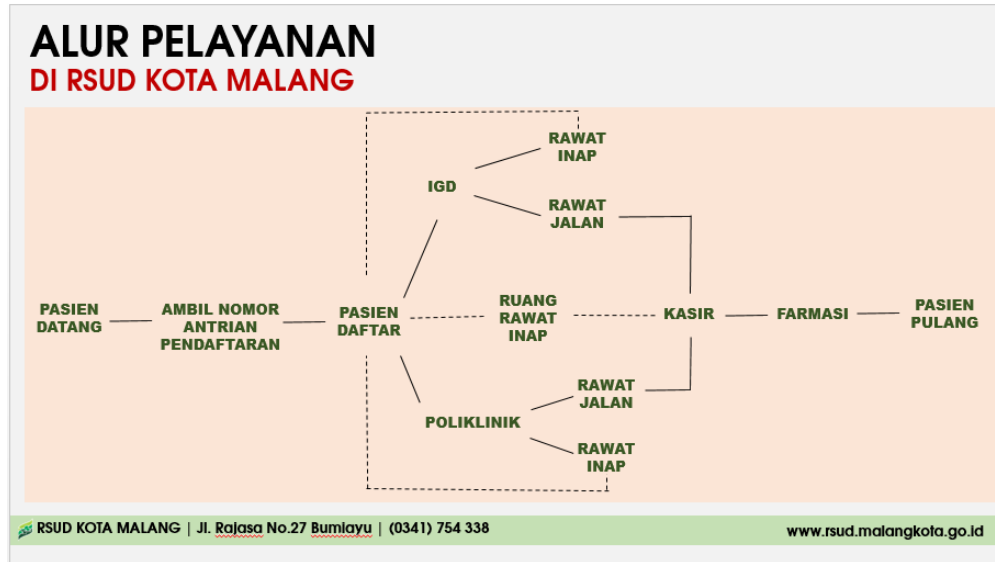 ALUR PELAYANAN
DI RSUD KOTA MALANG
RAWAT
INAP
IGD
RAWAT
JALAN
PASIEN
DATANG
AMBIL NOMOR
ANTRIAN
PENDAFTARAN
PASIEN
DAFTAR
RUANG
RAWAT
INAP
KASIR
FARMASI
PASIEN
PULANG
POLIKLINIK
RAWAT
JALAN
RAWAT
INAP
RSUD KOTA MALANG | Jl. Rajasa No.27 Bumiayu | (0341) 754 338
www.rsud.malangkota.go.id